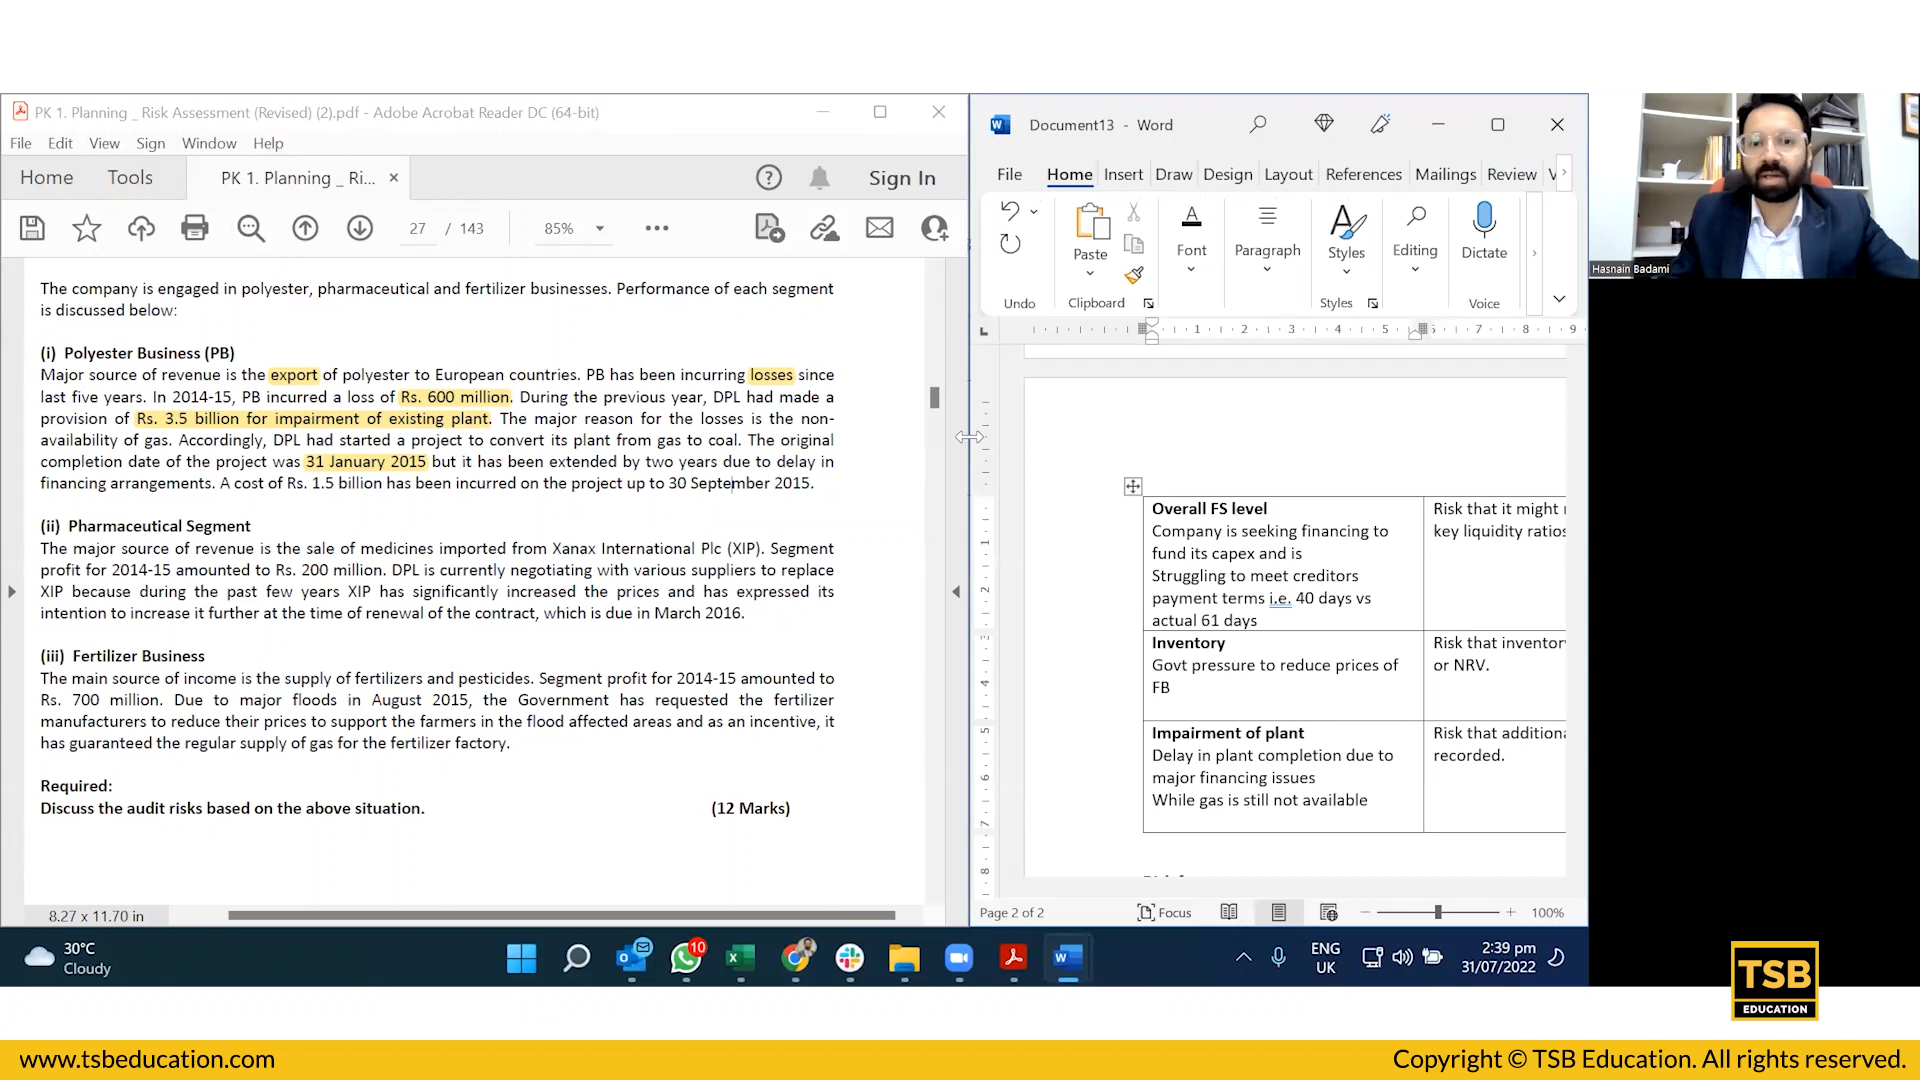 PK 1. Planning _ Risk Assessment (Revised) (2).pdf - Adobe Acrobat Reader DC (64-bit)
File Edit View Sign Window Help
Home Tools PK 1. Planning _ Ri... × Sign In
27 / 143 85%
The company is engaged in polyester, pharmaceutical and fertilizer businesses. Performance of each segment
is discussed below:
(i) Polyester Business (PB)
Major source of revenue is the export of polyester to European countries. PB has been incurring losses since
last five years. In 2014-15, PB incurred a loss of Rs. 600 million. During the previous year, DPL had made a
provision of Rs. 3.5 billion for impairment of existing plant. The major reason for the losses is the non-
availability of gas. Accordingly, DPL had started a project to convert its plant from gas to coal. The original
completion date of the project was 31 January 2015 but it has been extended by two years due to delay in
financing arrangements. A cost of Rs. 1.5 billion has been incurred on the project up to 30 September 2015.
(ii) Pharmaceutical Segment
The major source of revenue is the sale of medicines imported from Xanax International Plc (XIP). Segment
profit for 2014-15 amounted to Rs. 200 million. DPL is currently negotiating with various suppliers to replace
XIP because during the past few years XIP has significantly increased the prices and has expressed its
intention to increase it further at the time of renewal of the contract, which is due in March 2016.
(iii) Fertilizer Business
The main source of income is the supply of fertilizers and pesticides. Segment profit for 2014-15 amounted to
Rs. 700 million. Due to major floods in August 2015, the Government has requested the fertilizer
manufacturers to reduce their prices to support the farmers in the flood affected areas and as an incentive, it
has guaranteed the regular supply of gas for the fertilizer factory.
Required:
Discuss the audit risks based on the above situation. (12 Marks)
8.27 x 11.70 in
Document13 - Word
File Home Insert Draw Design Layout References Mailings Review
Paste Font Paragraph Styles Editing Dictate
Undo Clipboard Styles Voice
1 2 3 4 5 7 8 9
Overall FS level
Company is seeking financing to
fund its capex and is
Struggling to meet creditors
payment terms i.e. 40 days vs
actual 61 days
Risk that it might
key liquidity ratios
Inventory
Govt pressure to reduce prices of
FB
Risk that inventor
or NRV.
Impairment of plant
Delay in plant completion due to
major financing issues
While gas is still not available
Risk that additiona
recorded.
Page 2 of 2 Focus 100%
Hasnain Badami
30°C
Cloudy
10
ENG
UK
2:39 pm
31/07/2022
TSB
EDUCATION
www.tsbeducation.com
Copyright © TSB Education. All rights reserved.